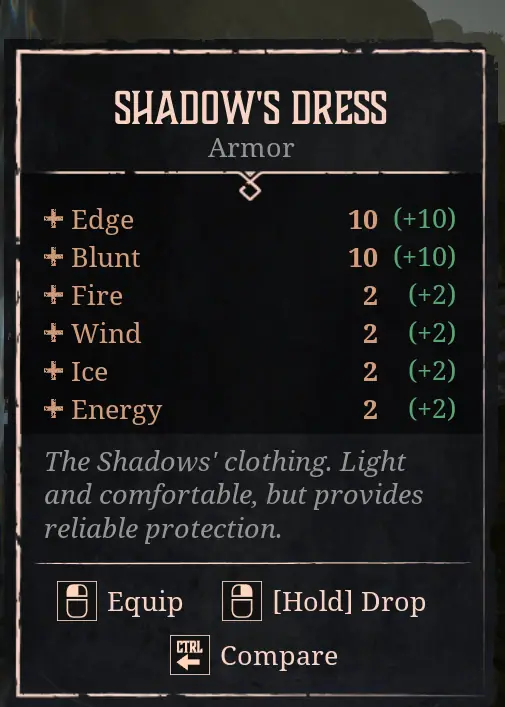 SHADOW'S DRESS
Armor
Edge 10 (+10)
Blunt 10 (+10)
Fire 2 (+2)
Wind 2 (+2)
Ice 2 (+2)
Energy 2 (+2)
The Shadows' clothing. Light
and comfortable, but provides
reliable protection.
Equip [Hold] Drop
CTRL Compare